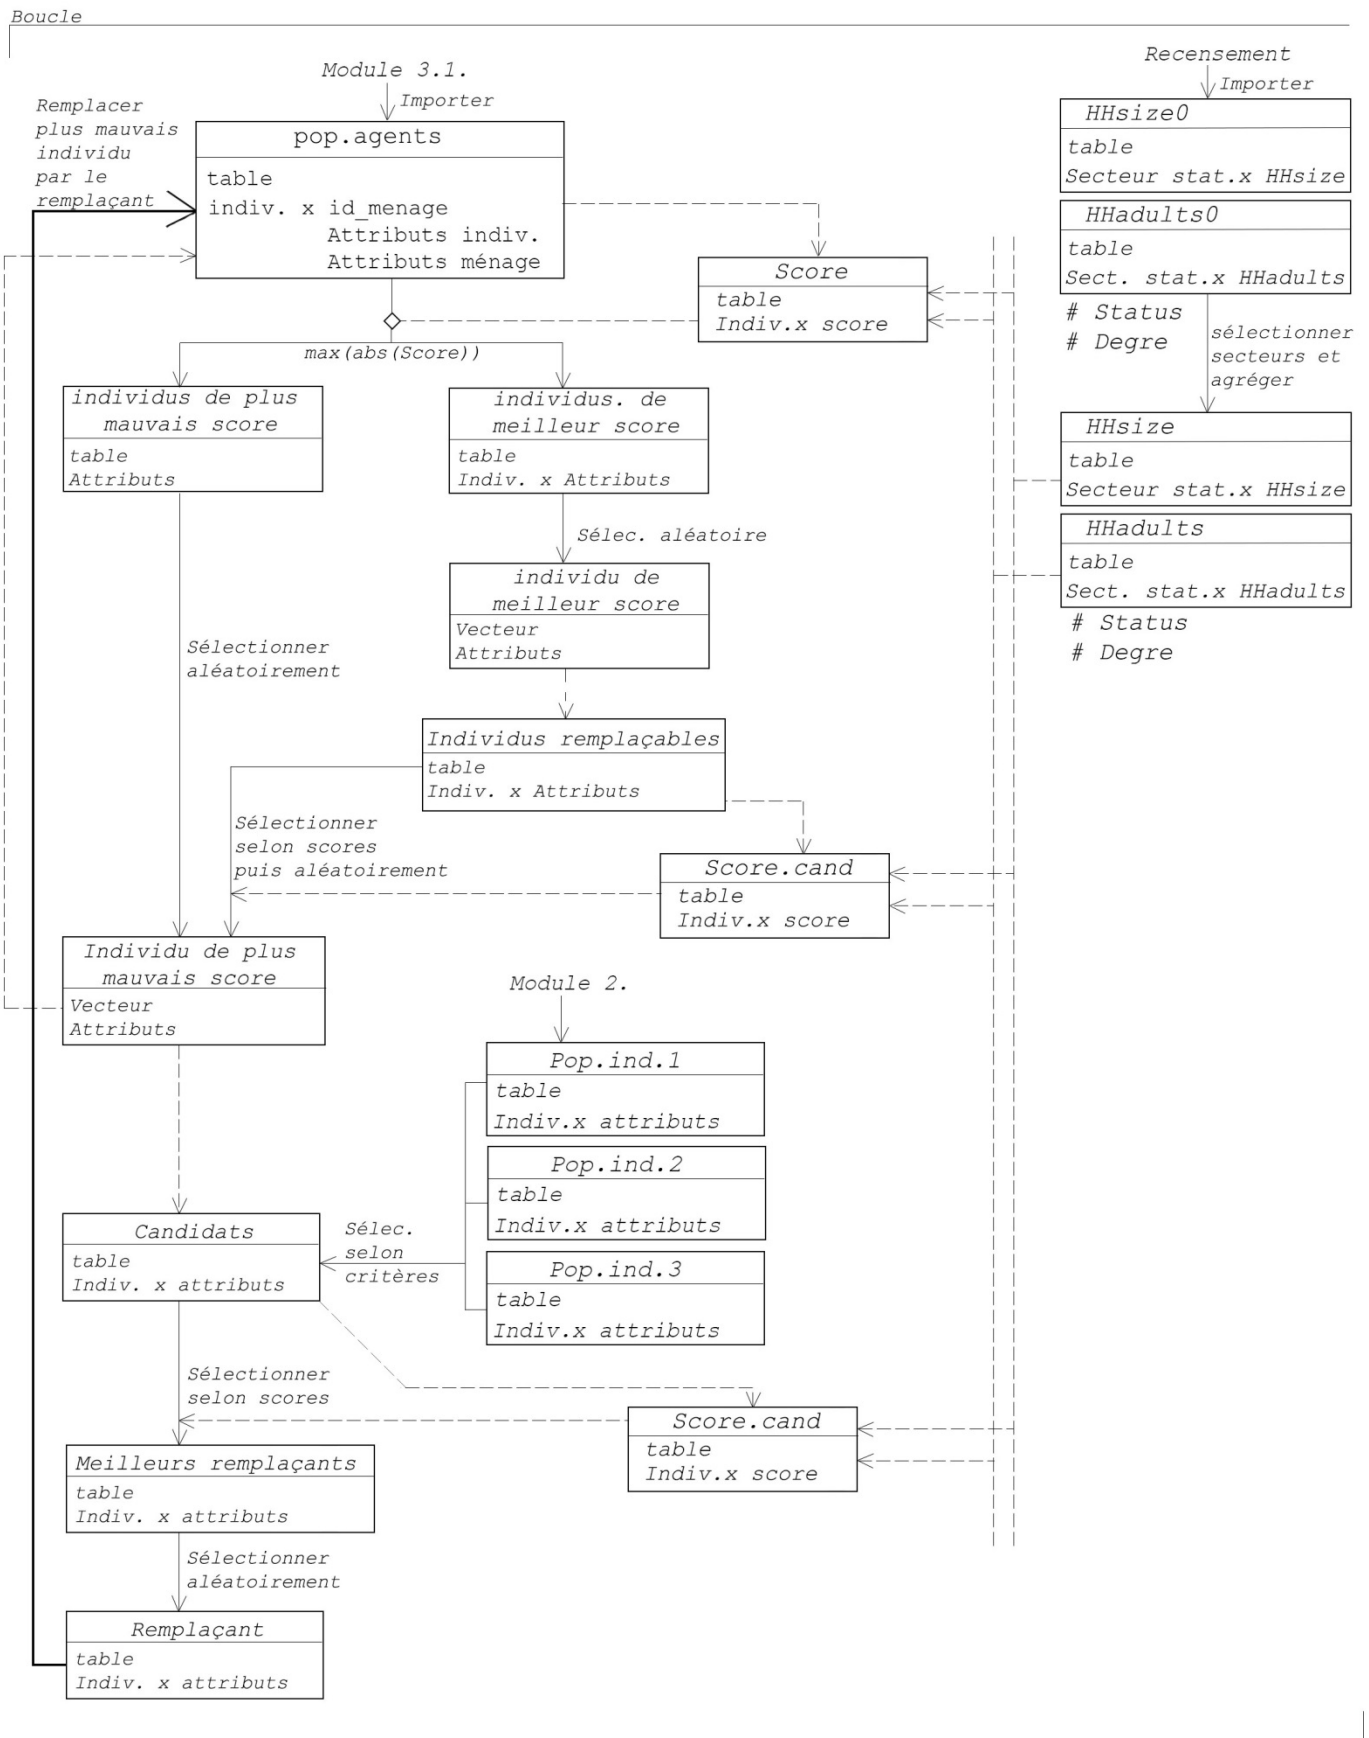 Boucle
Module 3.1.
Importer
Remplacer
plus mauvais
individu
par le
remplaçant
pop.agents
table
indiv. x id_menage
Attributs indiv.
Attributs ménage
Recensement
Importer
HHsize0
table
Secteur stat.x HHsize
HHadults0
table
Sect. stat.x HHadults
# Status
# Degre
sélectionner
secteurs et
agréger
HHsize
table
Secteur stat.x HHsize
HHadults
table
Sect. stat.x HHadults
# Status
# Degre
Score
table
Indiv.x score
max(abs(Score))
individus de plus
mauvais score
table
Attributs
individus. de
meilleur score
table
Indiv. x Attributs
Sélec. aléatoire
individu de
meilleur score
Vecteur
Attributs
Sélectionner
aléatoirement
Individus remplaçables
table
Indiv. x Attributs
Sélectionner
selon scores
puis aléatoirement
Score.cand
table
Indiv.x score
Individu de plus
mauvais score
Vecteur
Attributs
Module 2.
Pop.ind.1
table
Indiv.x attributs
Pop.ind.2
table
Indiv.x attributs
Pop.ind.3
table
Indiv.x attributs
Sélec.
selon
critères
Candidats
table
Indiv. x attributs
Sélectionner
selon scores
Score.cand
table
Indiv.x score
Meilleurs remplaçants
table
Indiv. x attributs
Sélectionner
aléatoirement
Remplaçant
table
Indiv. x attributs